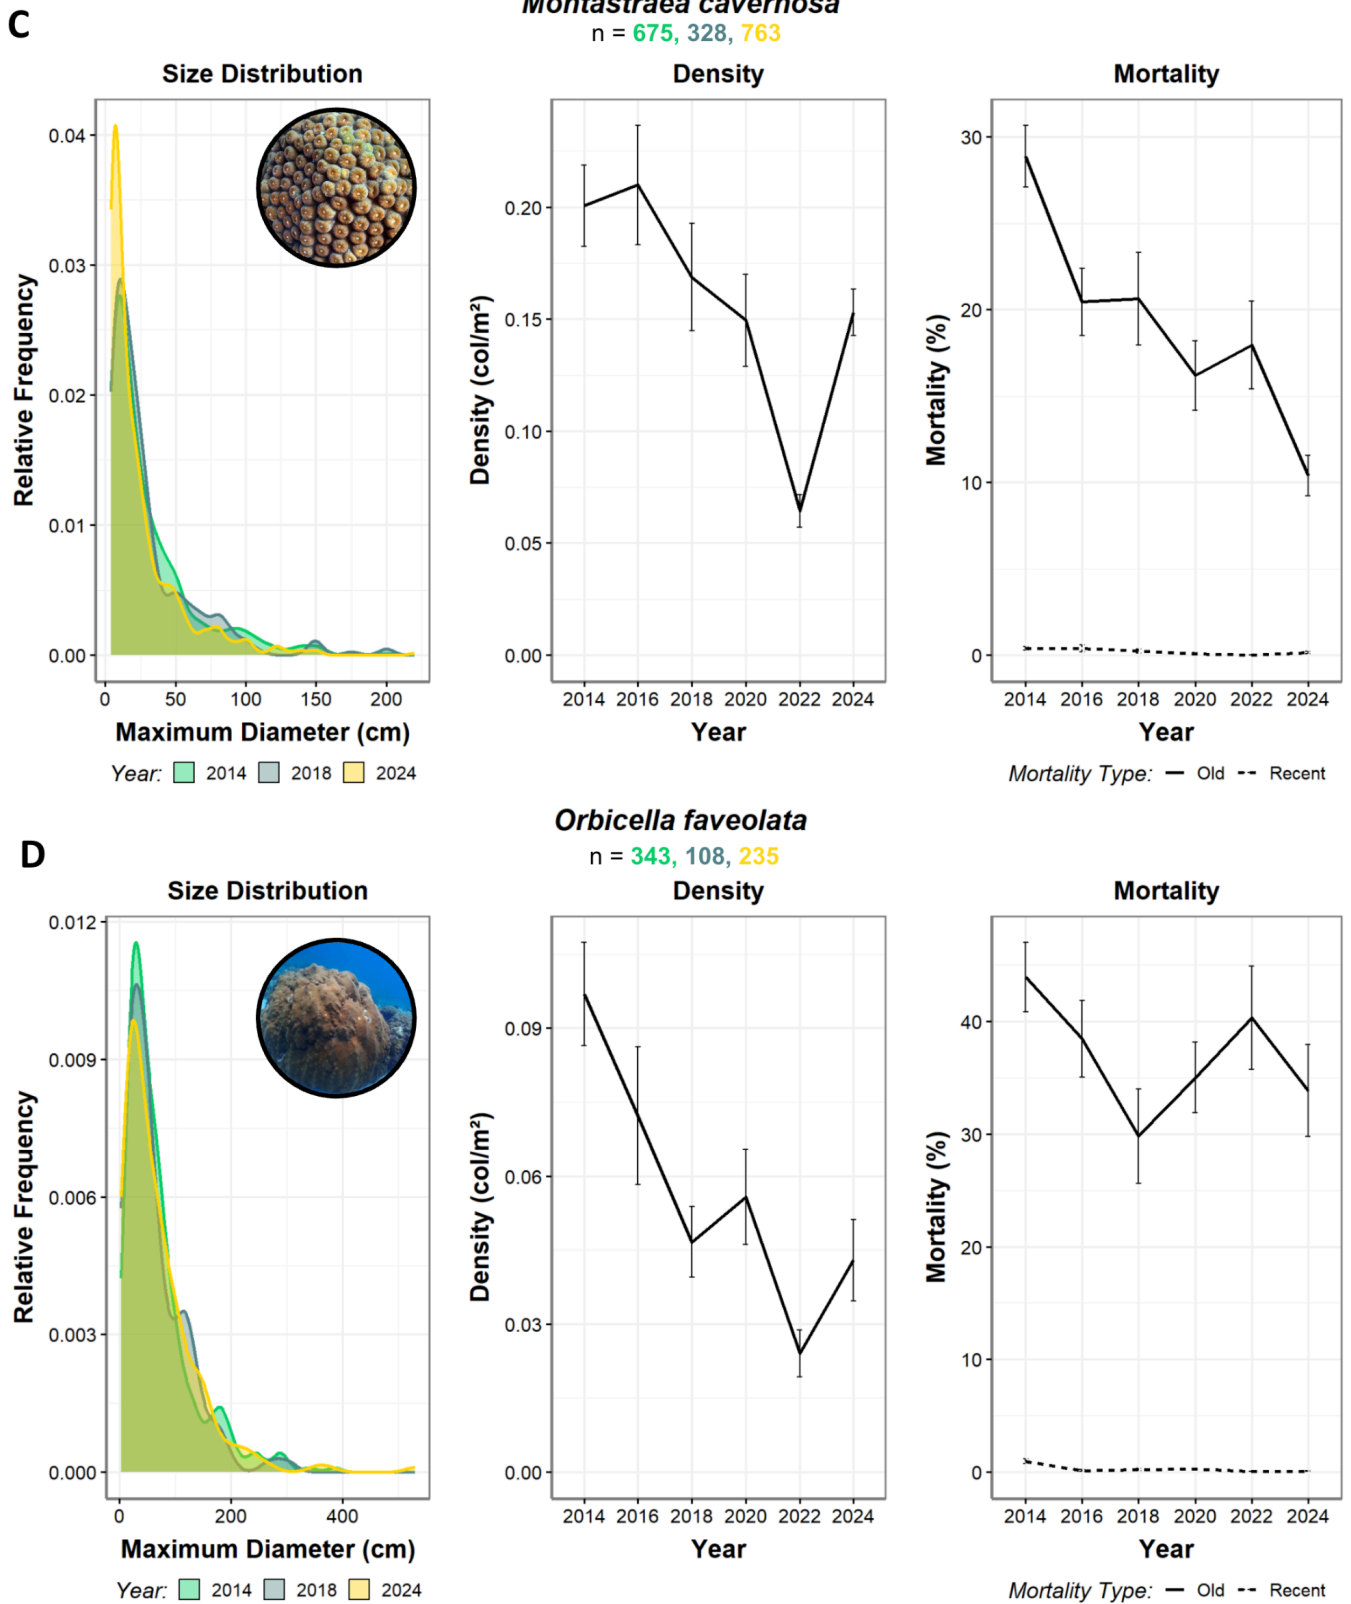 C
Montastraea cavernosa
n = 675, 328, 763
Size Distribution
Density
Mortality
Relative Frequency
0.04
0.03
0.02
0.01
0.00
0 50 100 150 200
Maximum Diameter (cm)
Year: 2014 2018 2024
Density (col/m²)
0.20
0.15
0.10
0.05
0.00
2014 2016 2018 2020 2022 2024
Year
Mortality (%)
30
20
10
0
2014 2016 2018 2020 2022 2024
Year
Mortality Type: Old Recent
D
Orbicella faveolata
n = 343, 108, 235
Size Distribution
Density
Mortality
Relative Frequency
0.012
0.009
0.006
0.003
0.000
0 200 400
Maximum Diameter (cm)
Year: 2014 2018 2024
Density (col/m²)
0.09
0.06
0.03
0.00
2014 2016 2018 2020 2022 2024
Year
Mortality (%)
40
30
20
10
0
2014 2016 2018 2020 2022 2024
Year
Mortality Type: Old Recent